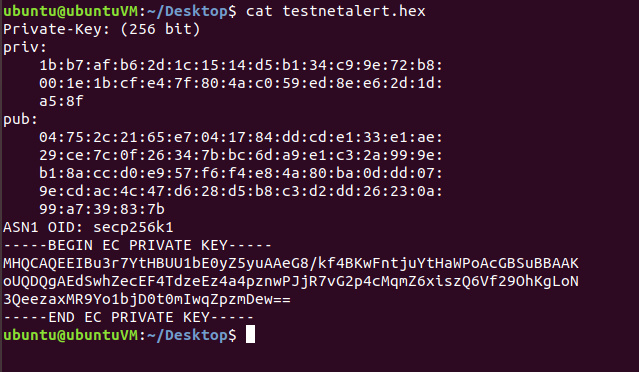 ubuntu@ubuntuVM:~/Desktop$ cat testnetalert.hex
Private-Key: (256 bit)
priv:
    1b:b7:af:b6:2d:1c:15:14:d5:b1:34:c9:9e:72:b8:
    00:1e:1b:cf:e4:7f:80:4a:c0:59:ed:8e:e6:2d:1d:
    a5:8f
pub:
    04:75:2c:21:65:e7:04:17:84:dd:cd:e1:33:e1:ae:
    29:ce:7c:0f:26:34:7b:bc:6d:a9:e1:c3:2a:99:9e:
    b1:8a:cc:d0:e9:57:f6:f4:e8:4a:80:ba:0d:dd:07:
    9e:cd:ac:4c:47:d6:28:d5:b8:c3:d2:dd:26:23:0a:
    99:a7:39:83:7b
ASN1 OID: secp256k1
-----BEGIN EC PRIVATE KEY-----
MHQCAQEEIBu3r7YtHBUU1bE0yZ5yuAAeG8/kf4BKwFntjuYtHaWPoAcGBSuBBAAK
oUQDQgAEdSwhZecEF4TdzeEz4a4pznwPJjR7vG2p4cMqmZ6xiszQ6Vf29OhKgLoN
3QeezaxMR9Yo1bjD0t0mIwqZpzmDew==
-----END EC PRIVATE KEY-----
ubuntu@ubuntuVM:~/Desktop$